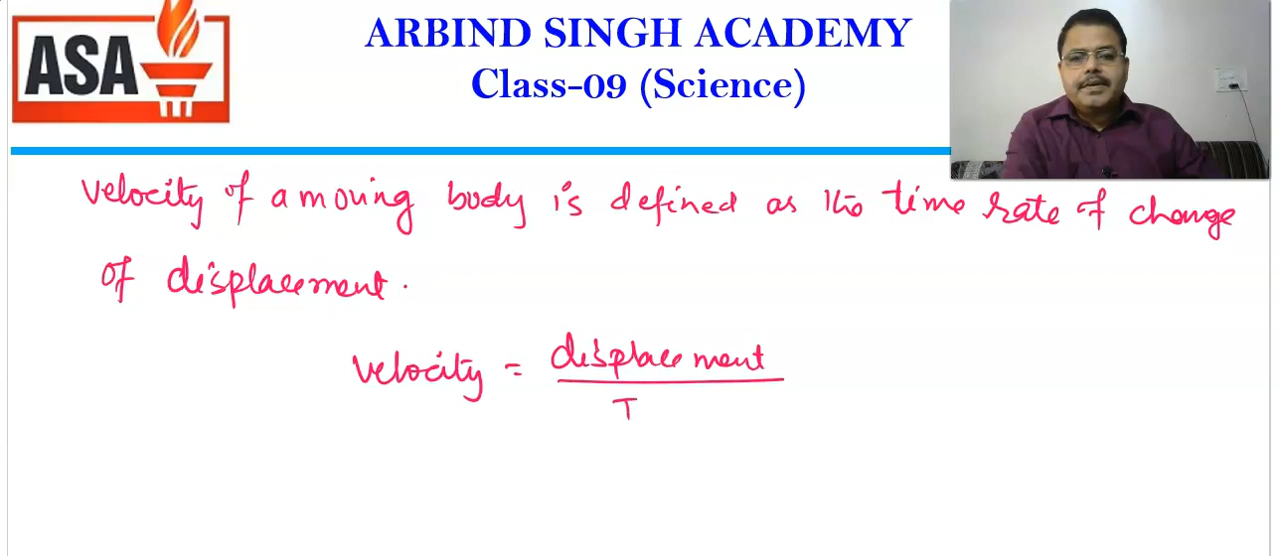 ASA
ARBIND SINGH ACADEMY
Class-09 (Science)
velocity of a moving body is defined as the time rate of change
of displacement.
velocity = displacement
T